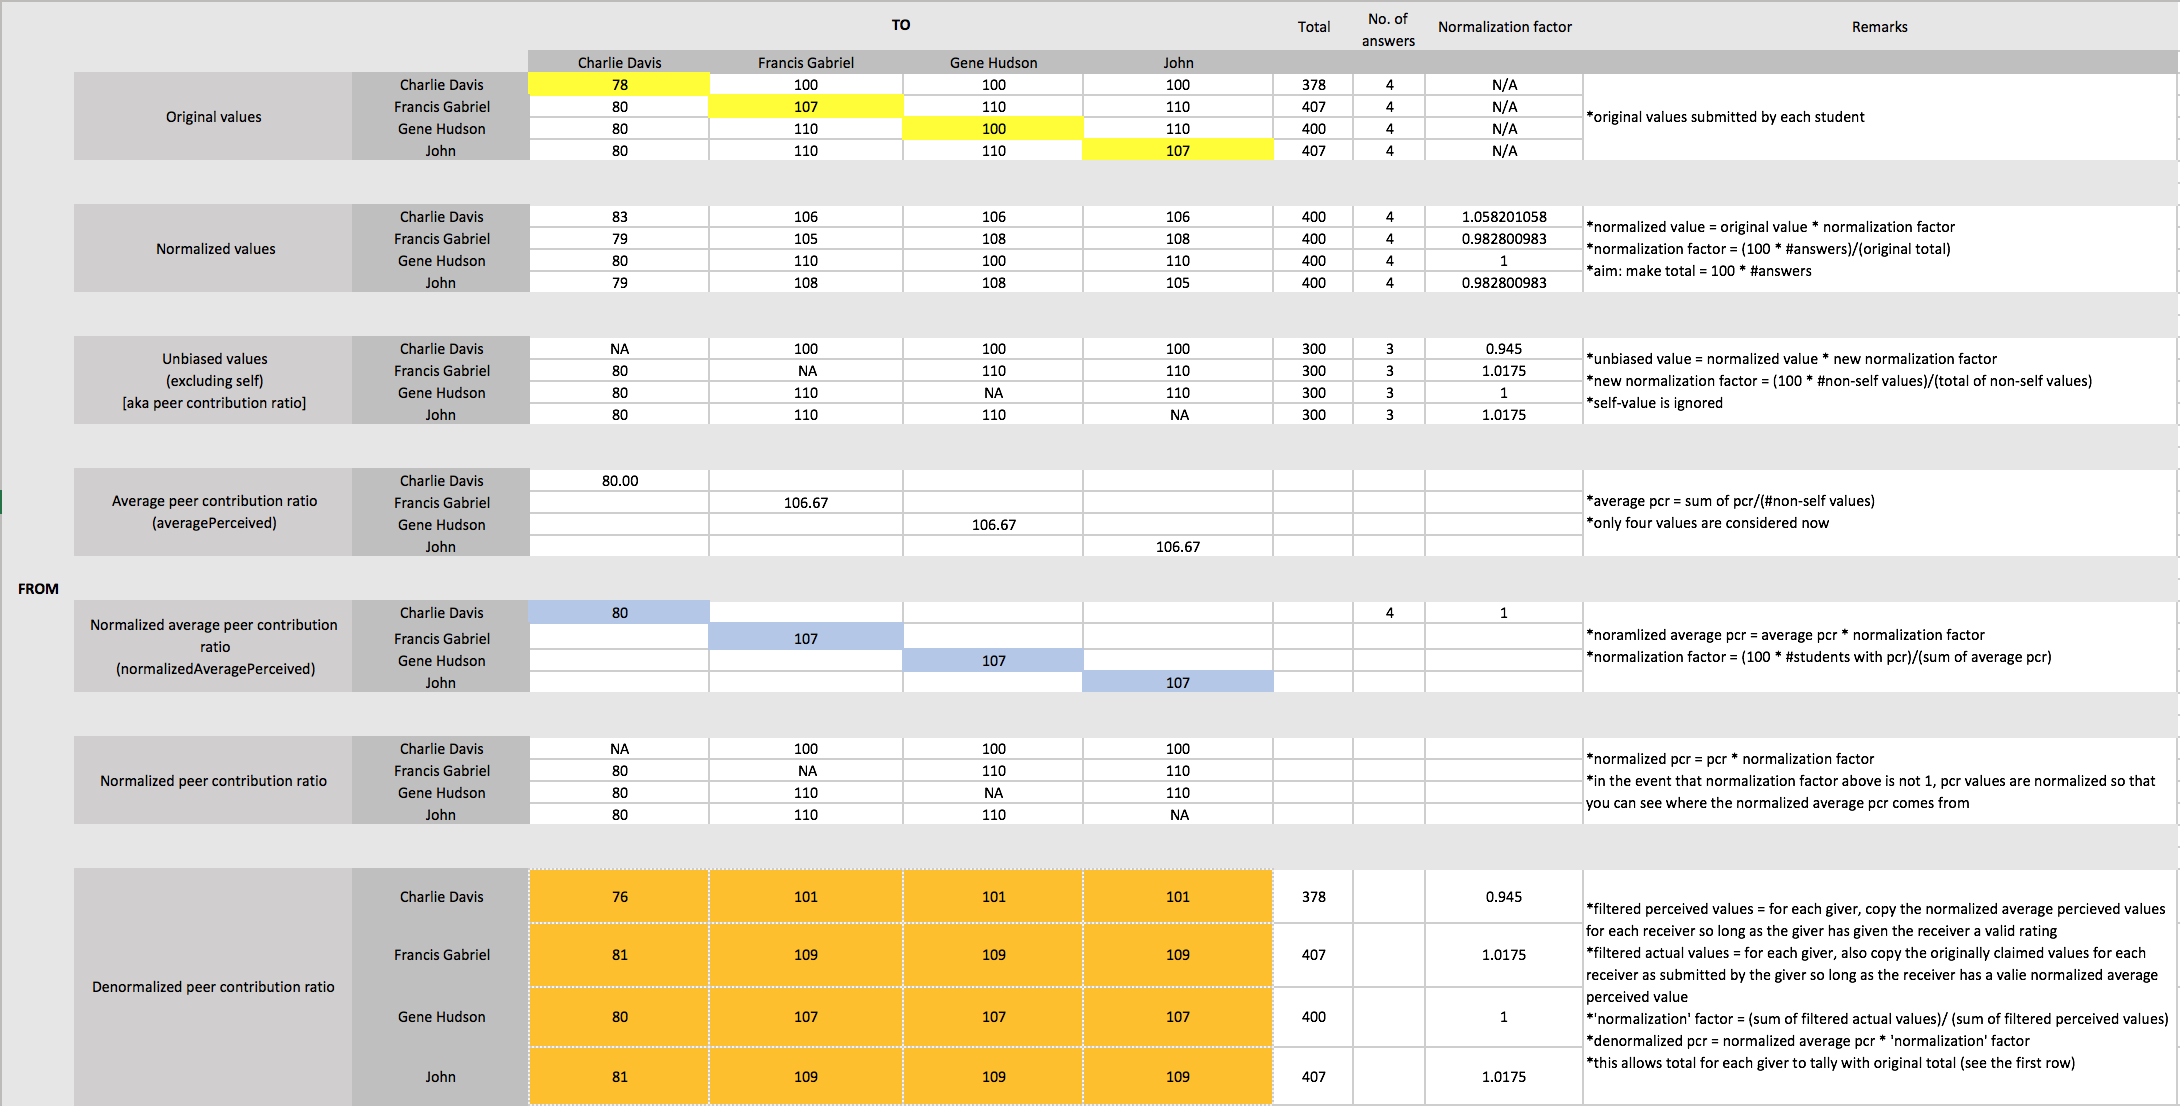 TO Total No. of answers Normalization factor Remarks
Charlie Davis Francis Gabriel Gene Hudson John
Original values
Charlie Davis 78 100 100 100 378 4 N/A
Francis Gabriel 80 107 110 110 407 4 N/A
Gene Hudson 80 110 100 110 400 4 N/A
John 80 110 110 107 407 4 N/A
*original values submitted by each student
Normalized values
Charlie Davis 83 106 106 106 400 4 1.058201058
Francis Gabriel 79 105 108 108 400 4 0.982800983
Gene Hudson 80 110 100 110 400 4 1
John 79 108 108 105 400 4 0.982800983
*normalized value = original value * normalization factor
*normalization factor = (100 * #answers)/(original total)
*aim: make total = 100 * #answers
Unbiased values
(excluding self)
[aka peer contribution ratio]
Charlie Davis NA 100 100 100 300 3 0.945
Francis Gabriel 80 NA 110 110 300 3 1.0175
Gene Hudson 80 110 NA 110 300 3 1
John 80 110 110 NA 300 3 1.0175
*unbiased value = normalized value * new normalization factor
*new normalization factor = (100 * #non-self values)/(total of non-self values)
*self-value is ignored
Average peer contribution ratio
(averagePerceived)
Charlie Davis 80.00
Francis Gabriel 106.67
Gene Hudson 106.67
John 106.67
*average pcr = sum of pcr/(#non-self values)
*only four values are considered now
FROM
Normalized average peer contribution
ratio
(normalizedAveragePerceived)
Charlie Davis 80 4 1
Francis Gabriel 107
Gene Hudson 107
John 107
*noramlized average pcr = average pcr * normalization factor
*normalization factor = (100 * #students with pcr)/(sum of average pcr)
Normalized peer contribution ratio
Charlie Davis NA 100 100 100
Francis Gabriel 80 NA 110 110
Gene Hudson 80 110 NA 110
John 80 110 110 NA
*normalized pcr = pcr * normalization factor
*in the event that normalization factor above is not 1, pcr values are normalized so that
you can see where the normalized average pcr comes from
Denormalized peer contribution ratio
Charlie Davis 76 101 101 101 378 0.945
Francis Gabriel 81 109 109 109 407 1.0175
Gene Hudson 80 107 107 107 400 1
John 81 109 109 109 407 1.0175
*filtered perceived values = for each giver, copy the normalized average percieved values
for each receiver so long as the giver has given the receiver a valid rating
*filtered actual values = for each giver, also copy the originally claimed values for each
receiver as submitted by the giver so long as the receiver has a valie normalized average
perceived value
*'normalization' factor = (sum of filtered actual values)/ (sum of filtered perceived values)
*denormalized pcr = normalized average pcr * 'normalization' factor
*this allows total for each giver to tally with original total (see the first row)